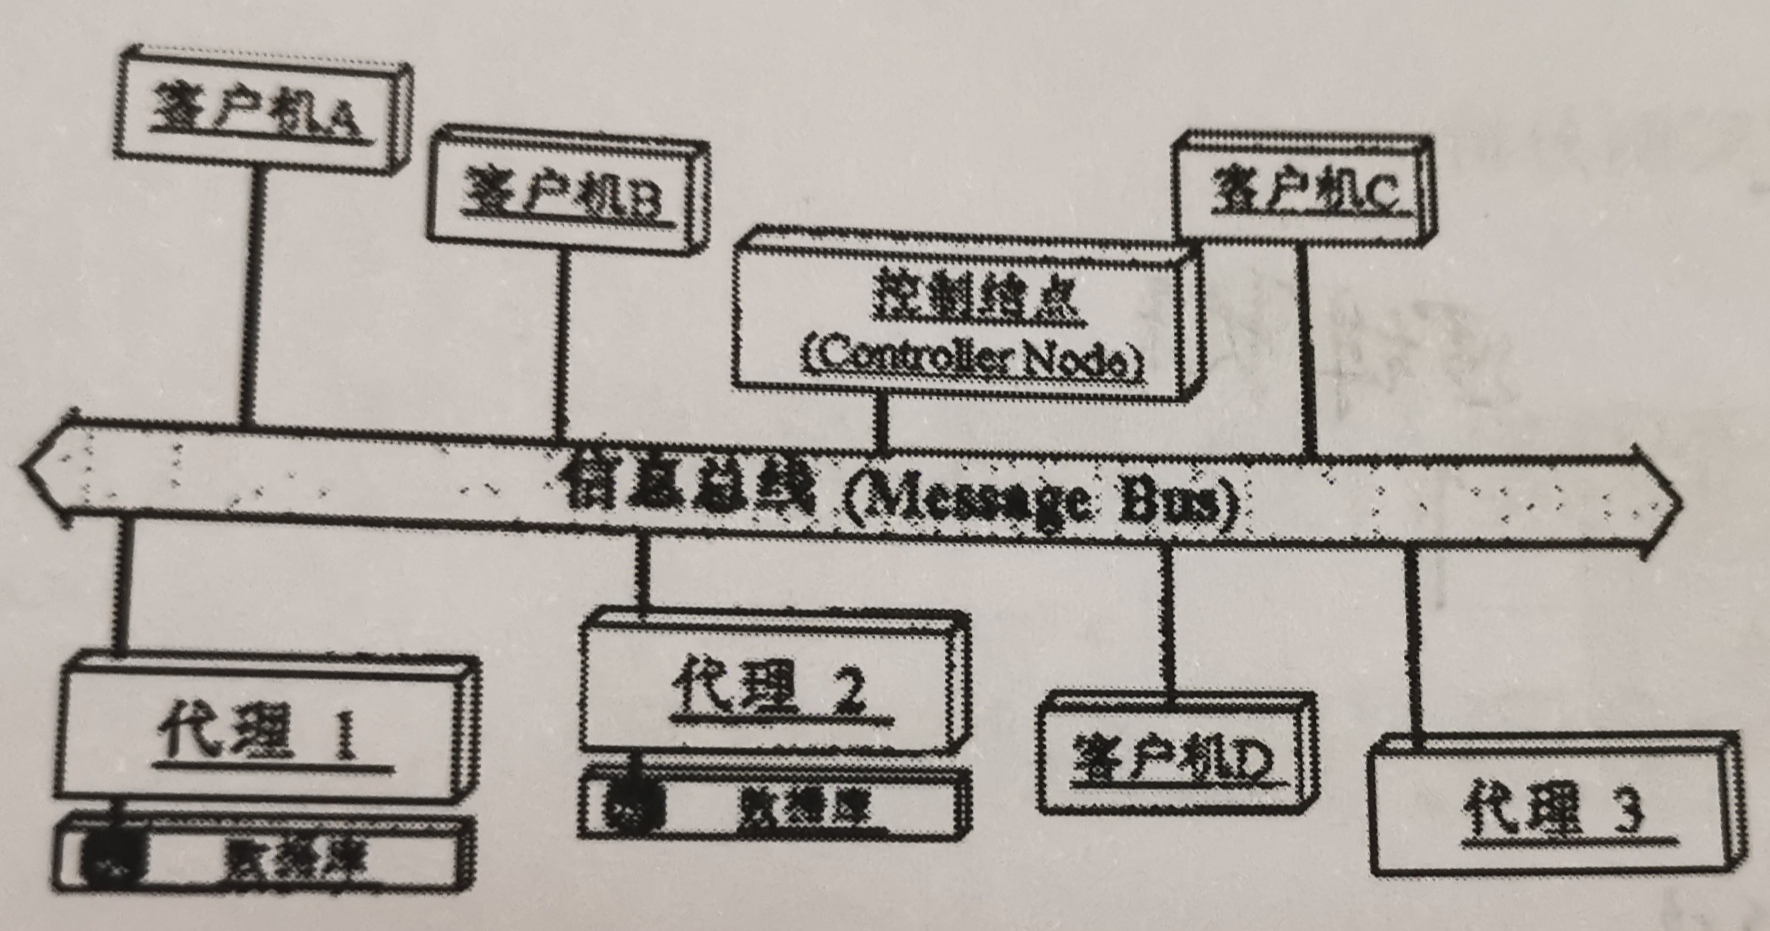 客户机A
客户机B
客户机C
控制结点
(Controller Node)
信息总线 (Message Bus)
代理 1
数据库
代理 2
数据库
客户机D
代理 3